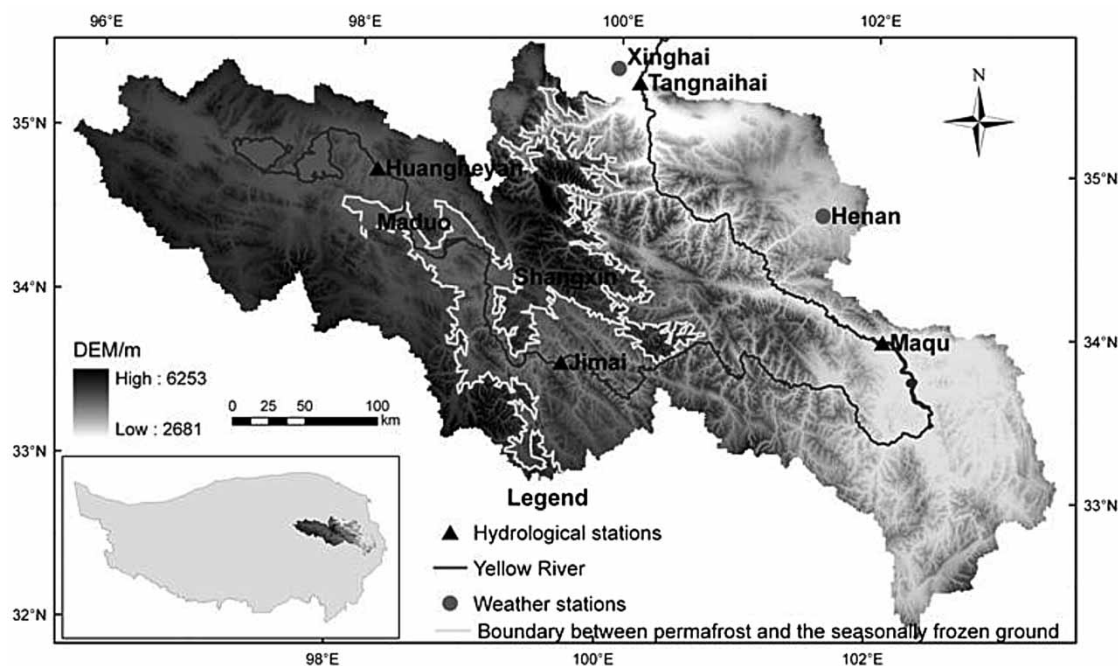 96°E 98°E 100°E 102°E
Xinghai
Tangnaihai
N
35°N
35°N
Huangheyan
Henan
Maduo
34°N
Shangxin
34°N
Maqu
DEM/m
Jimai
High : 6253
0 25 50 100
km
Low : 2681
33°N
33°N
Legend
Hydrological stations
Yellow River
32°N
Weather stations
32°N
Boundary between permafrost and the seasonally frozen ground
98°E 100°E 102°E